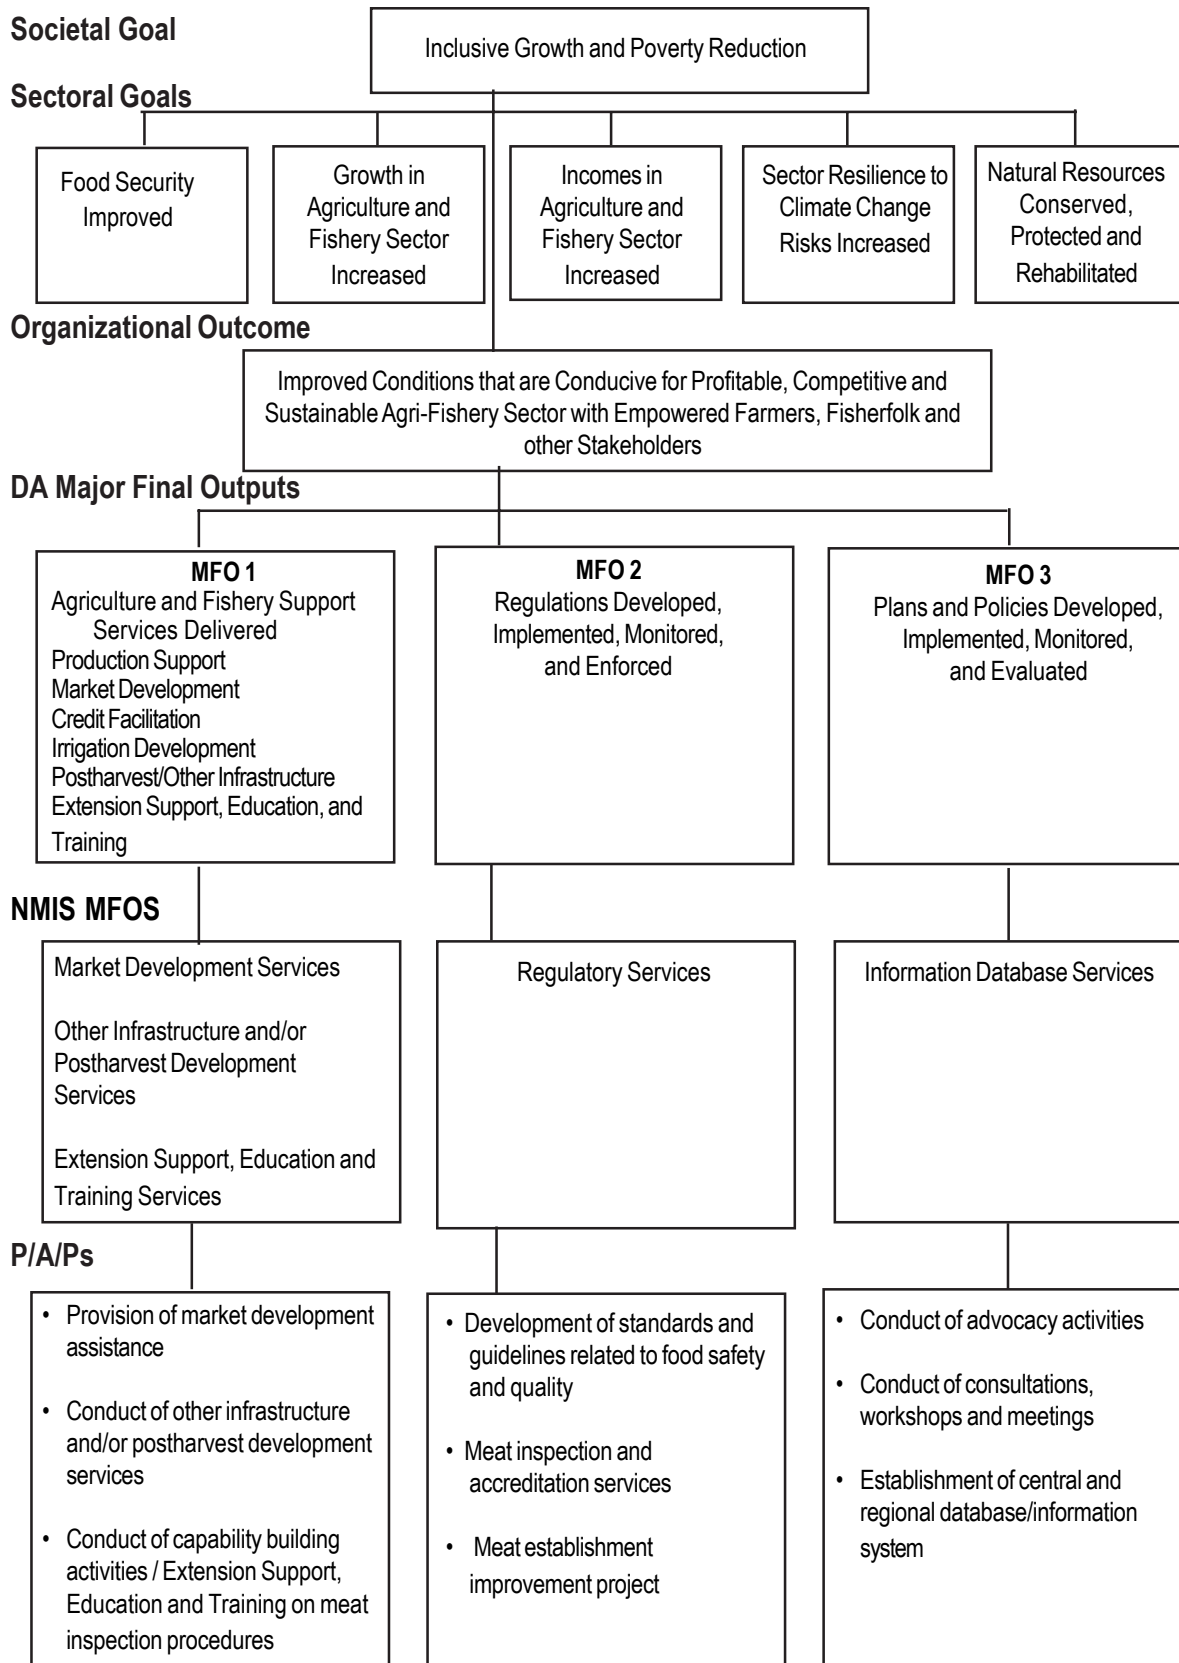 Societal Goal
Inclusive Growth and Poverty Reduction
Sectoral Goals
Food Security
Improved
Growth in
Agriculture and
Fishery Sector
Increased
Incomes in
Agriculture and
Fishery Sector
Increased
Sector Resilience to
Climate Change
Risks Increased
Natural Resources
Conserved,
Protected and
Rehabilitated
Organizational Outcome
Improved Conditions that are Conducive for Profitable, Competitive and
Sustainable Agri-Fishery Sector with Empowered Farmers, Fisherfolk and
other Stakeholders
DA Major Final Outputs
MFO 1
Agriculture and Fishery Support
Services Delivered
Production Support
Market Development
Credit Facilitation
Irrigation Development
Postharvest/Other Infrastructure
Extension Support, Education, and
Training
MFO 2
Regulations Developed,
Implemented, Monitored,
and Enforced
MFO 3
Plans and Policies Developed,
Implemented, Monitored,
and Evaluated
NMIS MFOS
Market Development Services
Other Infrastructure and/or
Postharvest Development
Services
Extension Support, Education and
Training Services
Regulatory Services
Information Database Services
P/A/Ps
• Provision of market development
assistance
• Conduct of other infrastructure
and/or postharvest development
services
• Conduct of capability building
activities / Extension Support,
Education and Training on meat
inspection procedures
• Development of standards and
guidelines related to food safety
and quality
• Meat inspection and
accreditation services
• Meat establishment
improvement project
• Conduct of advocacy activities
• Conduct of consultations,
workshops and meetings
• Establishment of central and
regional database/information
system